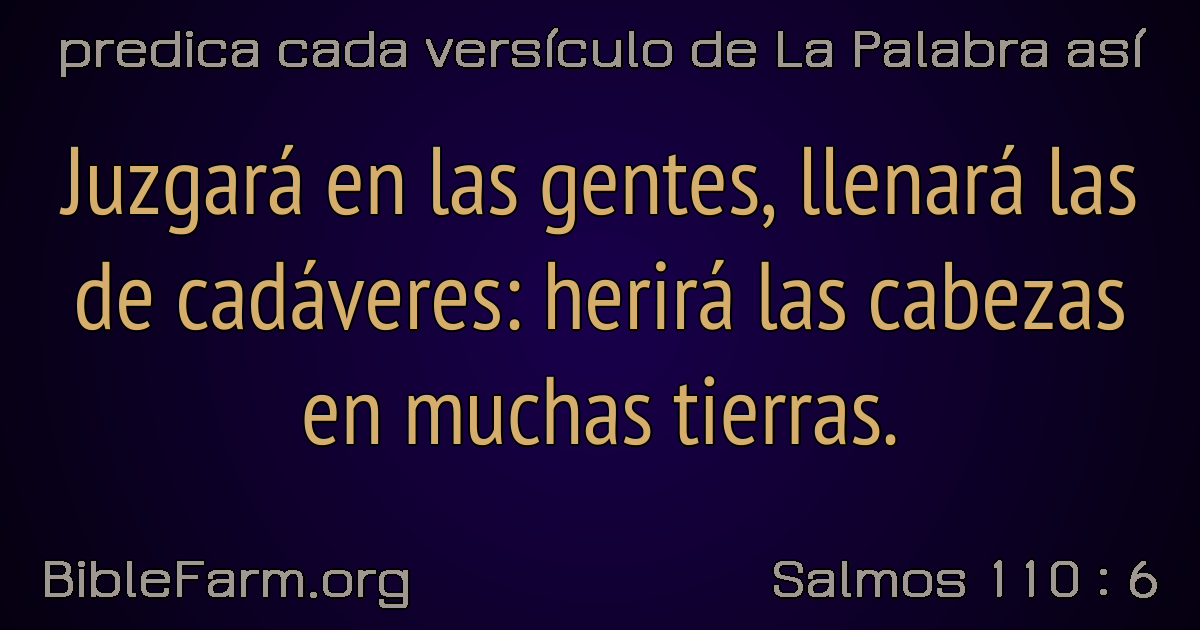 predica cada versículo de La Palabra así
Juzgará en las gentes, llenará las
de cadáveres: herirá las cabezas
en muchas tierras.
BibleFarm.org
Salmos 110 : 6